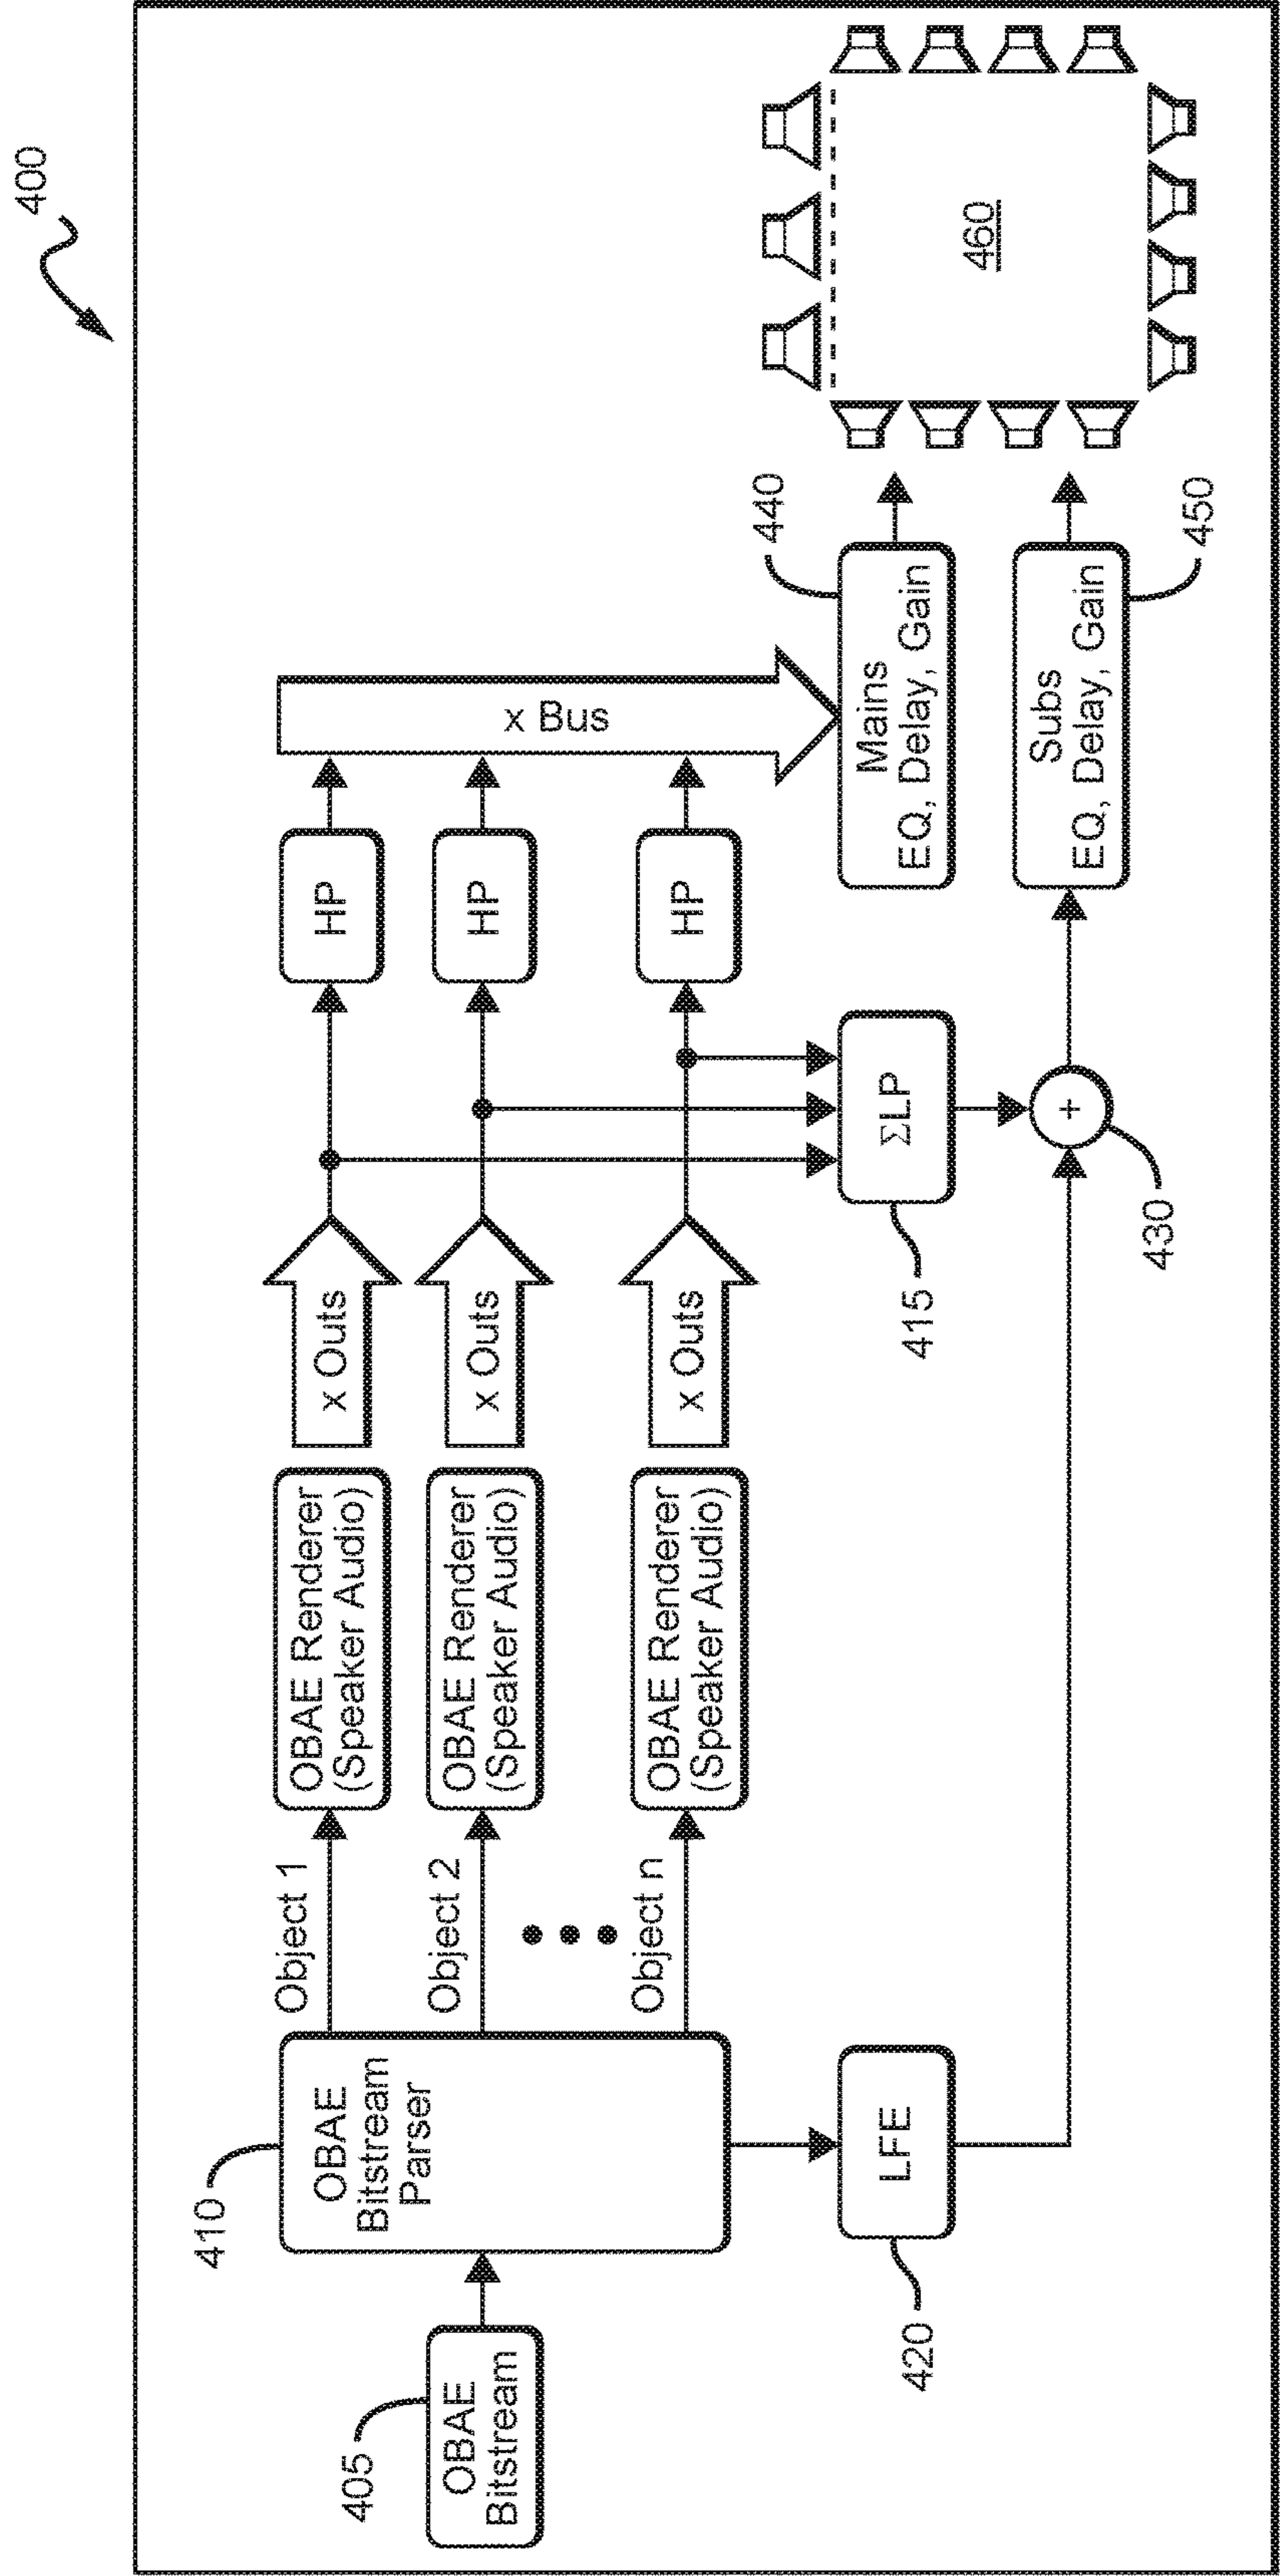 400
405
OBAE
Bitstream
410
OBAE
Bitstream
Parser
Object 1
Object 2
Object n
OBAE Renderer
(Speaker Audio)
OBAE Renderer
(Speaker Audio)
OBAE Renderer
(Speaker Audio)
x Outs
x Outs
x Outs
HP
HP
HP
x Bus
420
LFE
415
ΣLP
430
+
440
Mains
EQ, Delay, Gain
Subs
EQ, Delay, Gain
450
460